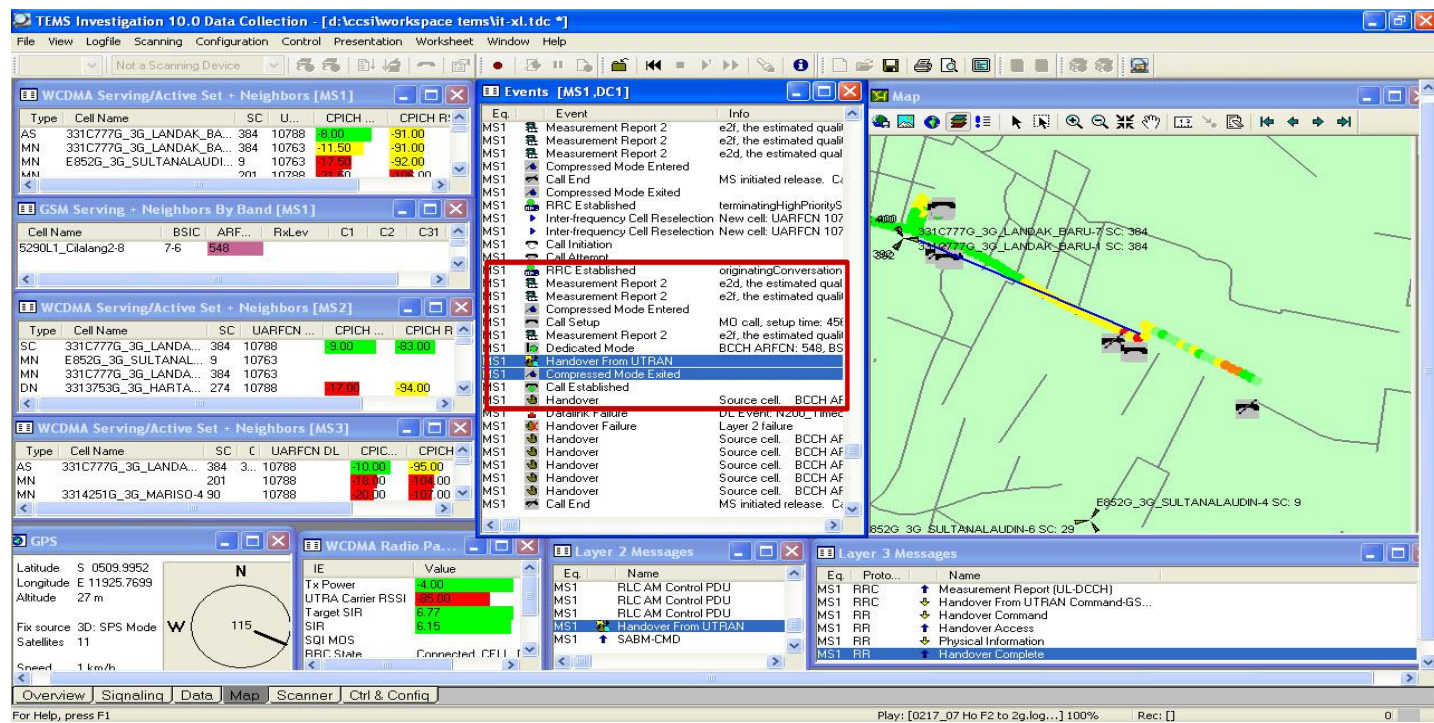 TEMS Investigation 10.0 Data Collection - [d:\ccsi\workspace tems\it-xl.tdc *]
File View Logfile Scanning Configuration Control Presentation Worksheet Window Help
Not a Scanning Device
WCDMA Serving/Active Set + Neighbors [MS1]
Type Cell Name SC U... CPICH ... CPICH R
AS 331C777G_3G_LANDAK_BA... 384 10788 -8.00 -91.00
MN 331C777G_3G_LANDAK_BA... 384 10763 -11.50 -91.00
MN E852G_3G_SULTANALAUDI... 9 10763 -17.50 -92.00
MN 201 10788 -21.50 -106.00
GSM Serving + Neighbors By Band [MS1]
Cell Name BSIC ARF... RxLev C1 C2 C31
5290L1_Cilalang2-8 7-6 548
WCDMA Serving/Active Set + Neighbors [MS2]
Type Cell Name SC UARFCN ... CPICH ... CPICH R
SC 331C777G_3G_LANDA... 384 10788 -9.00 -83.00
MN E852G_3G_SULTANAL... 9 10763
MN 331C777G_3G_LANDA... 384 10763
DN 3313753G_3G_HARTA... 274 10788 -17.00 -94.00
WCDMA Serving/Active Set + Neighbors [MS3]
Type Cell Name SC C UARFCN DL CPIC... CPICH
AS 331C777G_3G_LANDA... 384 3... 10788 -10.00 -95.00
MN 201 10788 -18.00 -104.00
MN 3314251G_3G_MARISO-4 90 10788 -20.00 -107.00
Events [MS1 ,DC1]
Eq. Event Info
MS1 Measurement Report 2 e2f, the estimated quali
MS1 Measurement Report 2 e2f, the estimated quali
MS1 Measurement Report 2 e2d, the estimated qual
MS1 Compressed Mode Entered
MS1 Call End MS initiated release. Ca
MS1 Compressed Mode Exited
MS1 RRC Established terminatingHighPriorityS
MS1 Inter-frequency Cell Reselection New cell: UARFCN 107
MS1 Inter-frequency Cell Reselection New cell: UARFCN 107
MS1 Call Initiation
MS1 Call Attempt
MS1 RRC Established originatingConversation
MS1 Measurement Report 2 e2d, the estimated qual
MS1 Measurement Report 2 e2f, the estimated quali
MS1 Compressed Mode Entered
MS1 Call Setup MO call, setup time: 456
MS1 Measurement Report 2 e2f, the estimated quali
MS1 Dedicated Mode BCCH ARFCN: 548, BS
MS1 Handover From UTRAN
MS1 Compressed Mode Exited
MS1 Call Established
MS1 Handover Source cell. BCCH AF
MS1 Datalink Failure DL Event: N200_Timec
MS1 Handover Failure Layer 2 failure
MS1 Handover Source cell. BCCH AF
MS1 Handover Source cell. BCCH AF
MS1 Handover Source cell. BCCH AF
MS1 Handover Source cell. BCCH AF
MS1 Handover Source cell. BCCH AF
MS1 Call End MS initiated release. Ca
Map
4000
331C777G_3G_LANDAK_BARU-7 SC: 384
331C777G_3G_LANDAK_BARU-1 SC: 384
392
E852G_3G_SULTANALAUDIN-4 SC: 9
852G_3G_SULTANALAUDIN-6 SC: 29
GPS
Latitude S 0509.9952
Longitude E 11925.7699
Altitude 27 m
Fix source 3D: SPS Mode
Satellites 11
Speed 1 km/h
N
W
115
WCDMA Radio Pa...
IE Value
Tx Power -4.00
UTRA Carrier RSSI -85.00
Target SIR 6.77
SIR 6.15
SQI MOS
RRC State Connected_CELL_
Layer 2 Messages
Eq. Name
MS1 RLC AM Control PDU
MS1 RLC AM Control PDU
MS1 RLC AM Control PDU
MS1 Handover From UTRAN
MS1 SABM-CMD
Layer 3 Messages
Eq. Proto... Name
MS1 RRC Measurement Report (UL-DCCH)
MS1 RRC Handover From UTRAN Command-GS...
MS1 RR Handover Command
MS1 RR Handover Access
MS1 RR Physical Information
MS1 RR Handover Complete
Overview Signaling Data Map Scanner Ctrl & Config
For Help, press F1
Play: [0217_07 Ho F2 to 2g.log...] 100% Rec: [] 0